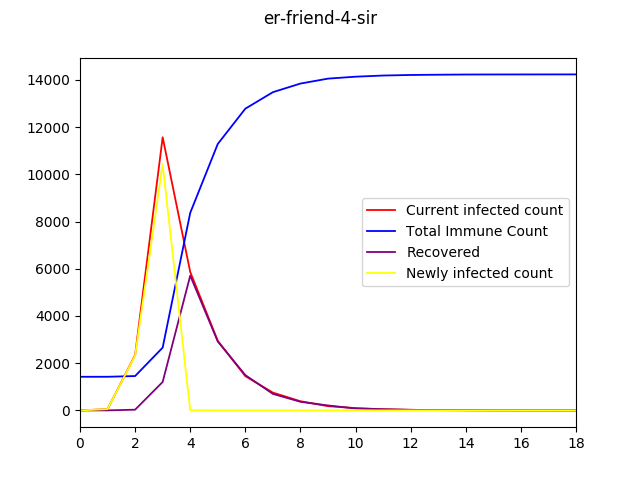 er-friend-4-sir
14000
12000
10000
8000
6000
4000
2000
0
Current infected count
Total Immune Count
Recovered
Newly infected count
0 2 4 6 8 10 12 14 16 18